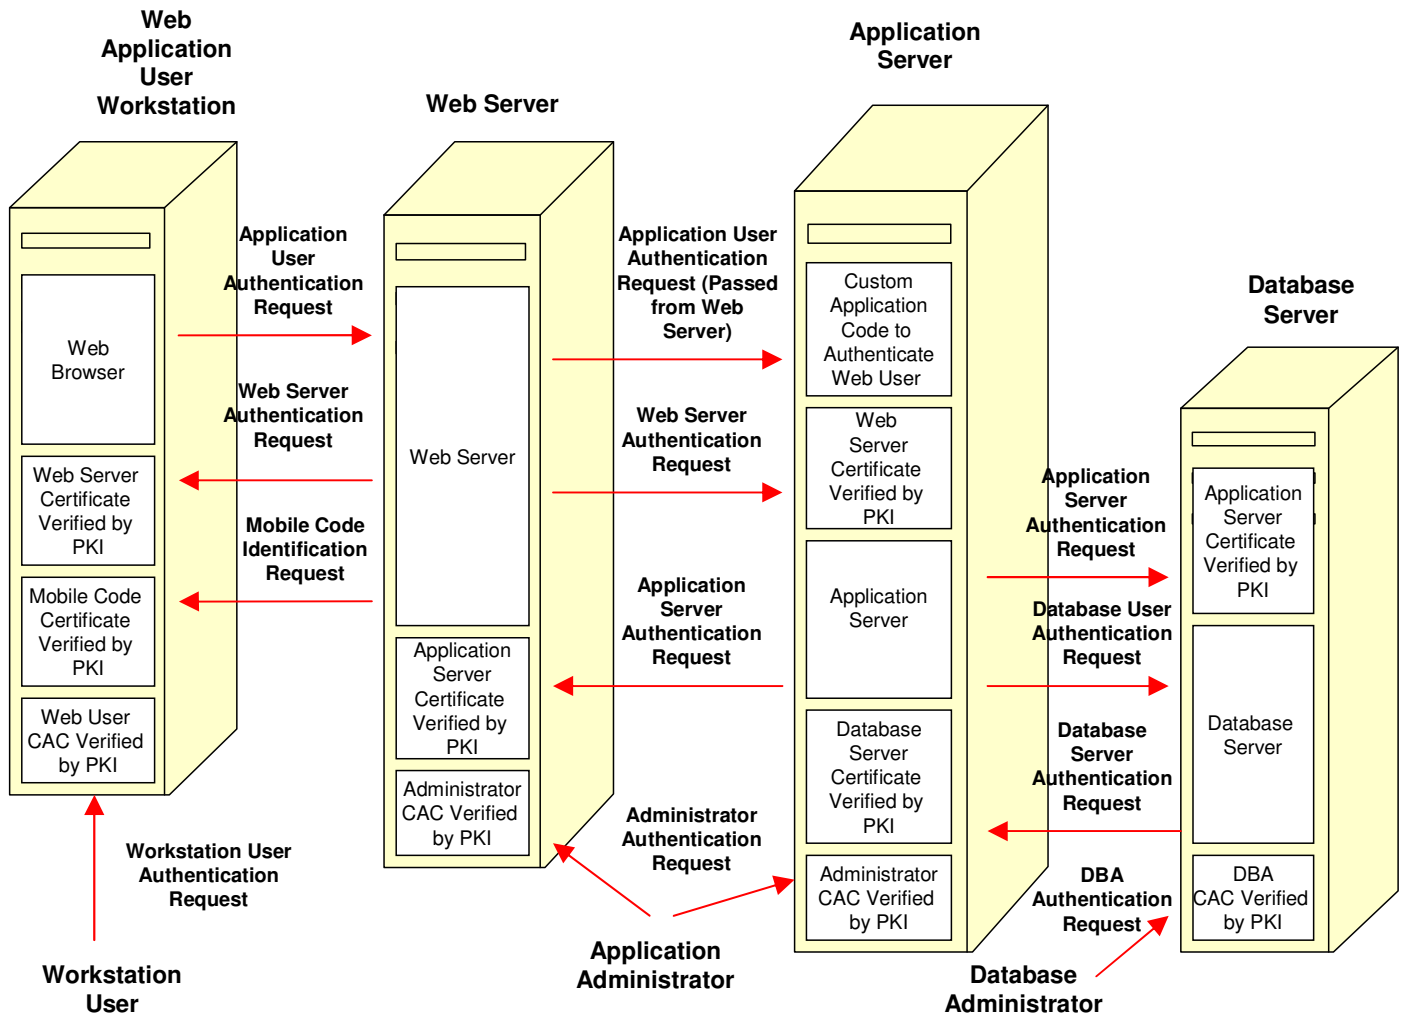 Web
Application
User
Workstation
Web Server
Application
Server
Database
Server
Web
Browser
Web Server
Certificate
Verified by
PKI
Mobile Code
Certificate
Verified by
PKI
Web User
CAC Verified
by PKI
Application
User
Authentication
Request
Web Server
Authentication
Request
Mobile Code
Identification
Request
Workstation User
Authentication
Request
Workstation
User
Web Server
Application
Server
Certificate
Verified by
PKI
Administrator
CAC Verified
by PKI
Application User
Authentication
Request (Passed
from Web
Server)
Web Server
Authentication
Request
Application
Server
Authentication
Request
Administrator
Authentication
Request
Application
Administrator
Custom
Application
Code to
Authenticate
Web User
Web
Server
Certificate
Verified by
PKI
Application
Server
Database
Server
Certificate
Verified by
PKI
Administrator
CAC Verified
by PKI
Application
Server
Authentication
Request
Database User
Authentication
Request
Database
Server
Authentication
Request
DBA
Authentication
Request
Database
Administrator
Application
Server
Certificate
Verified by
PKI
Database
Server
DBA
CAC Verified
by PKI